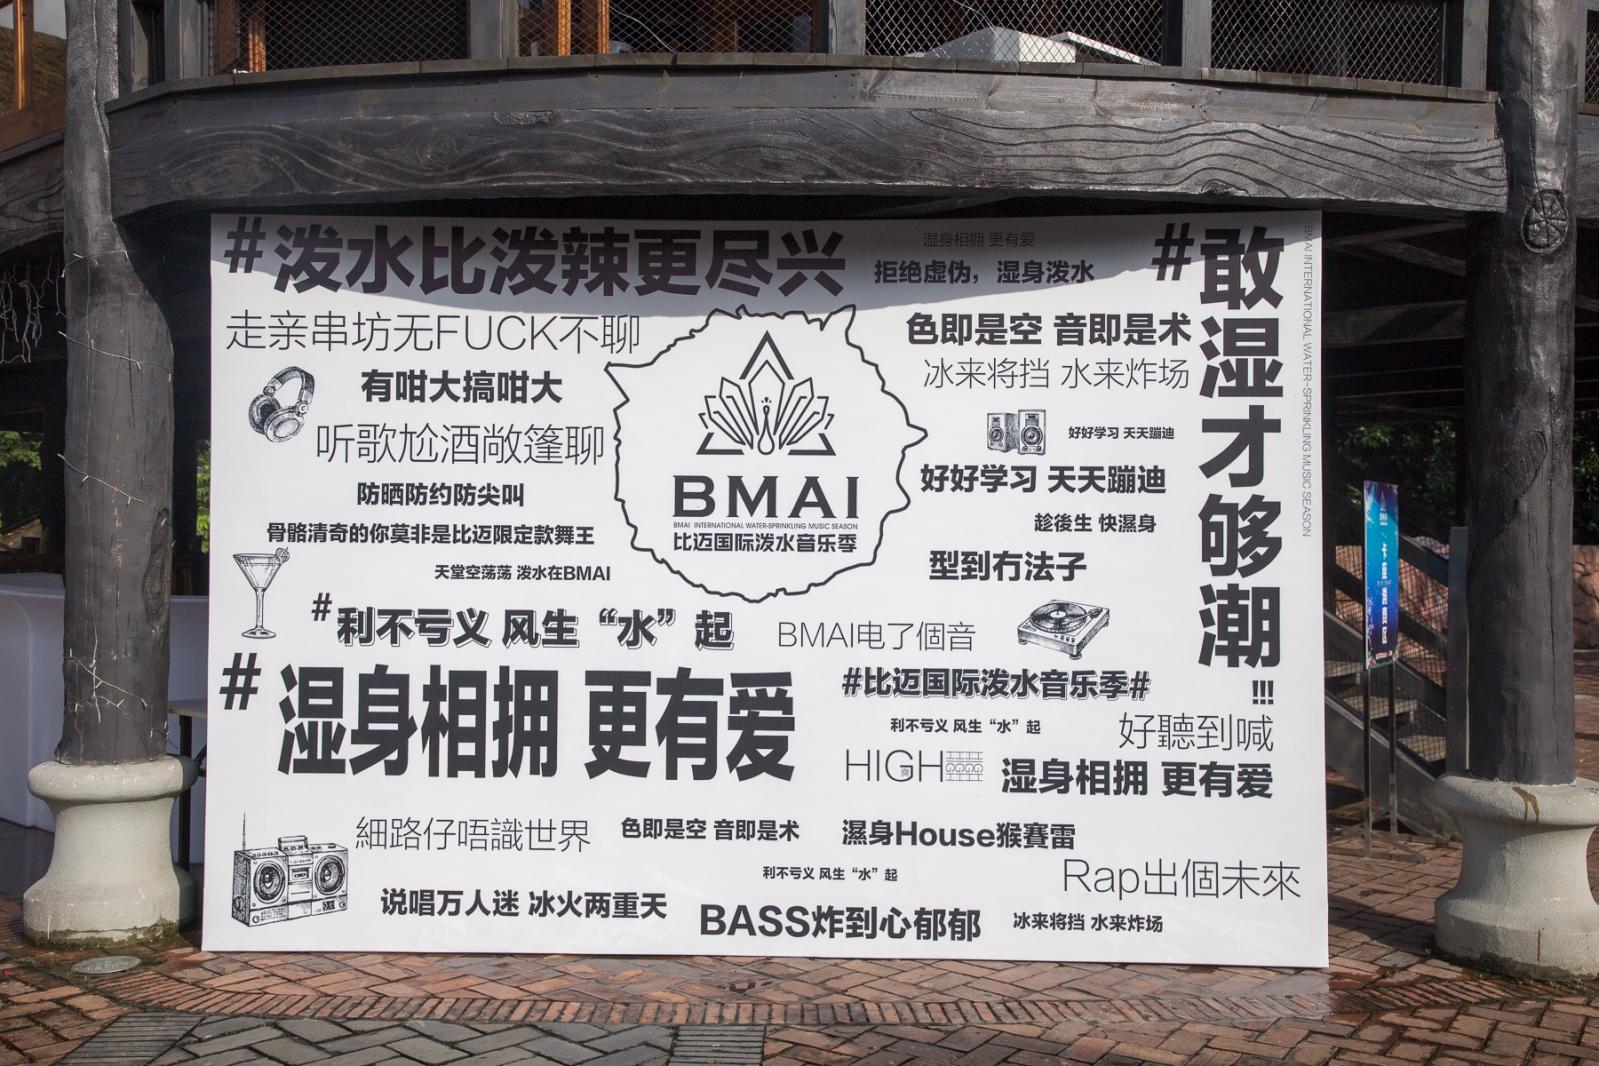 #泼水比泼辣更尽兴
湿身相拥 更有爱
拒绝虚伪，湿身泼水
#敢湿才够潮!!!
BMAI INTERNATIONAL WATER-SPRINKLING MUSIC SEASON
走亲串坊无FUCK不聊
色即是空 音即是术
冰来将挡 水来炸场
有咁大搞咁大
听歌尬酒敞篷聊
好好学习 天天蹦迪
好好学习 天天蹦迪
防晒防约防尖叫
BMAI
BMAI INTERNATIONAL WATER-SPRINKLING MUSIC SEASON
比迈国际泼水音乐季
趁後生 快濕身
骨骼清奇的你莫非是比迈限定款舞王
型到冇法子
天堂空荡荡 泼水在BMAI
#利不亏义 风生“水”起
BMAI电了個音
#湿身相拥 更有爱
#比迈国际泼水音乐季#
利不亏义 风生“水”起
好聽到喊
HIGH
湿身相拥 更有爱
細路仔唔識世界
色即是空 音即是术
濕身House猴賽雷
利不亏义 风生“水”起
Rap出個未來
说唱万人迷 冰火两重天
BASS炸到心郁郁
冰来将挡 水来炸场